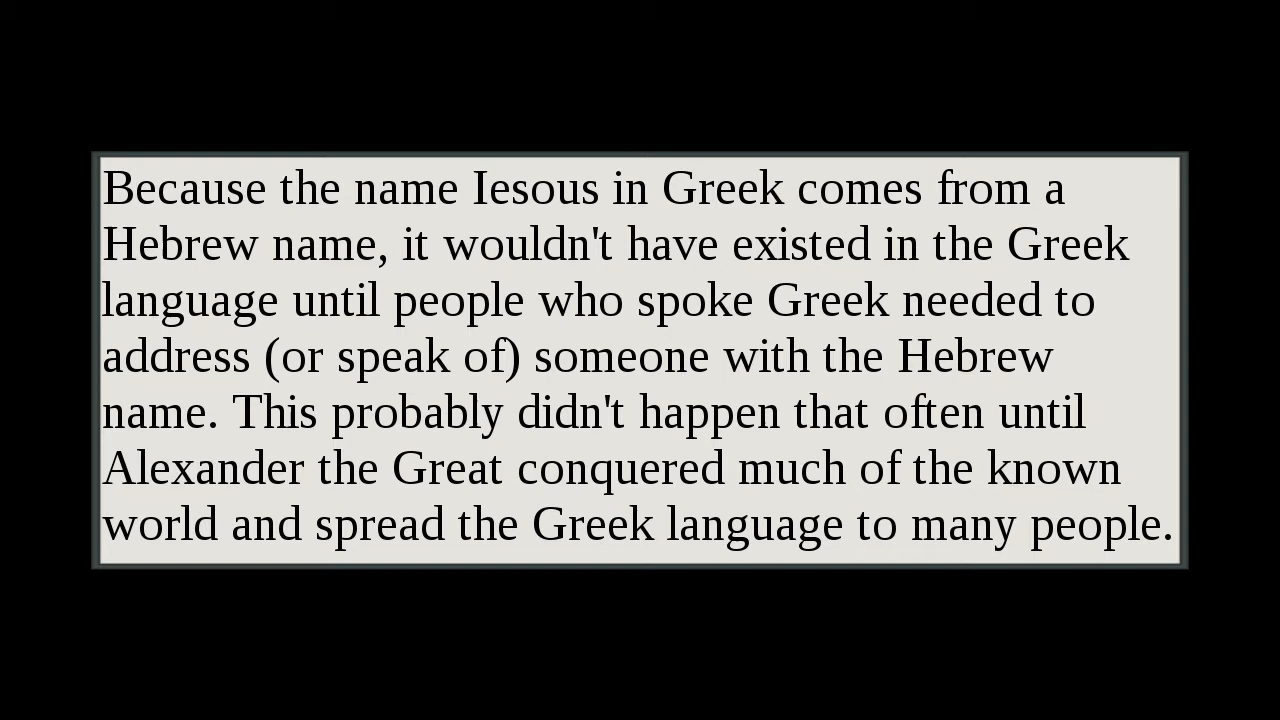 Because the name Iesous in Greek comes from a
Hebrew name, it wouldn't have existed in the Greek
language until people who spoke Greek needed to
address (or speak of) someone with the Hebrew
name. This probably didn't happen that often until
Alexander the Great conquered much of the known
world and spread the Greek language to many people.